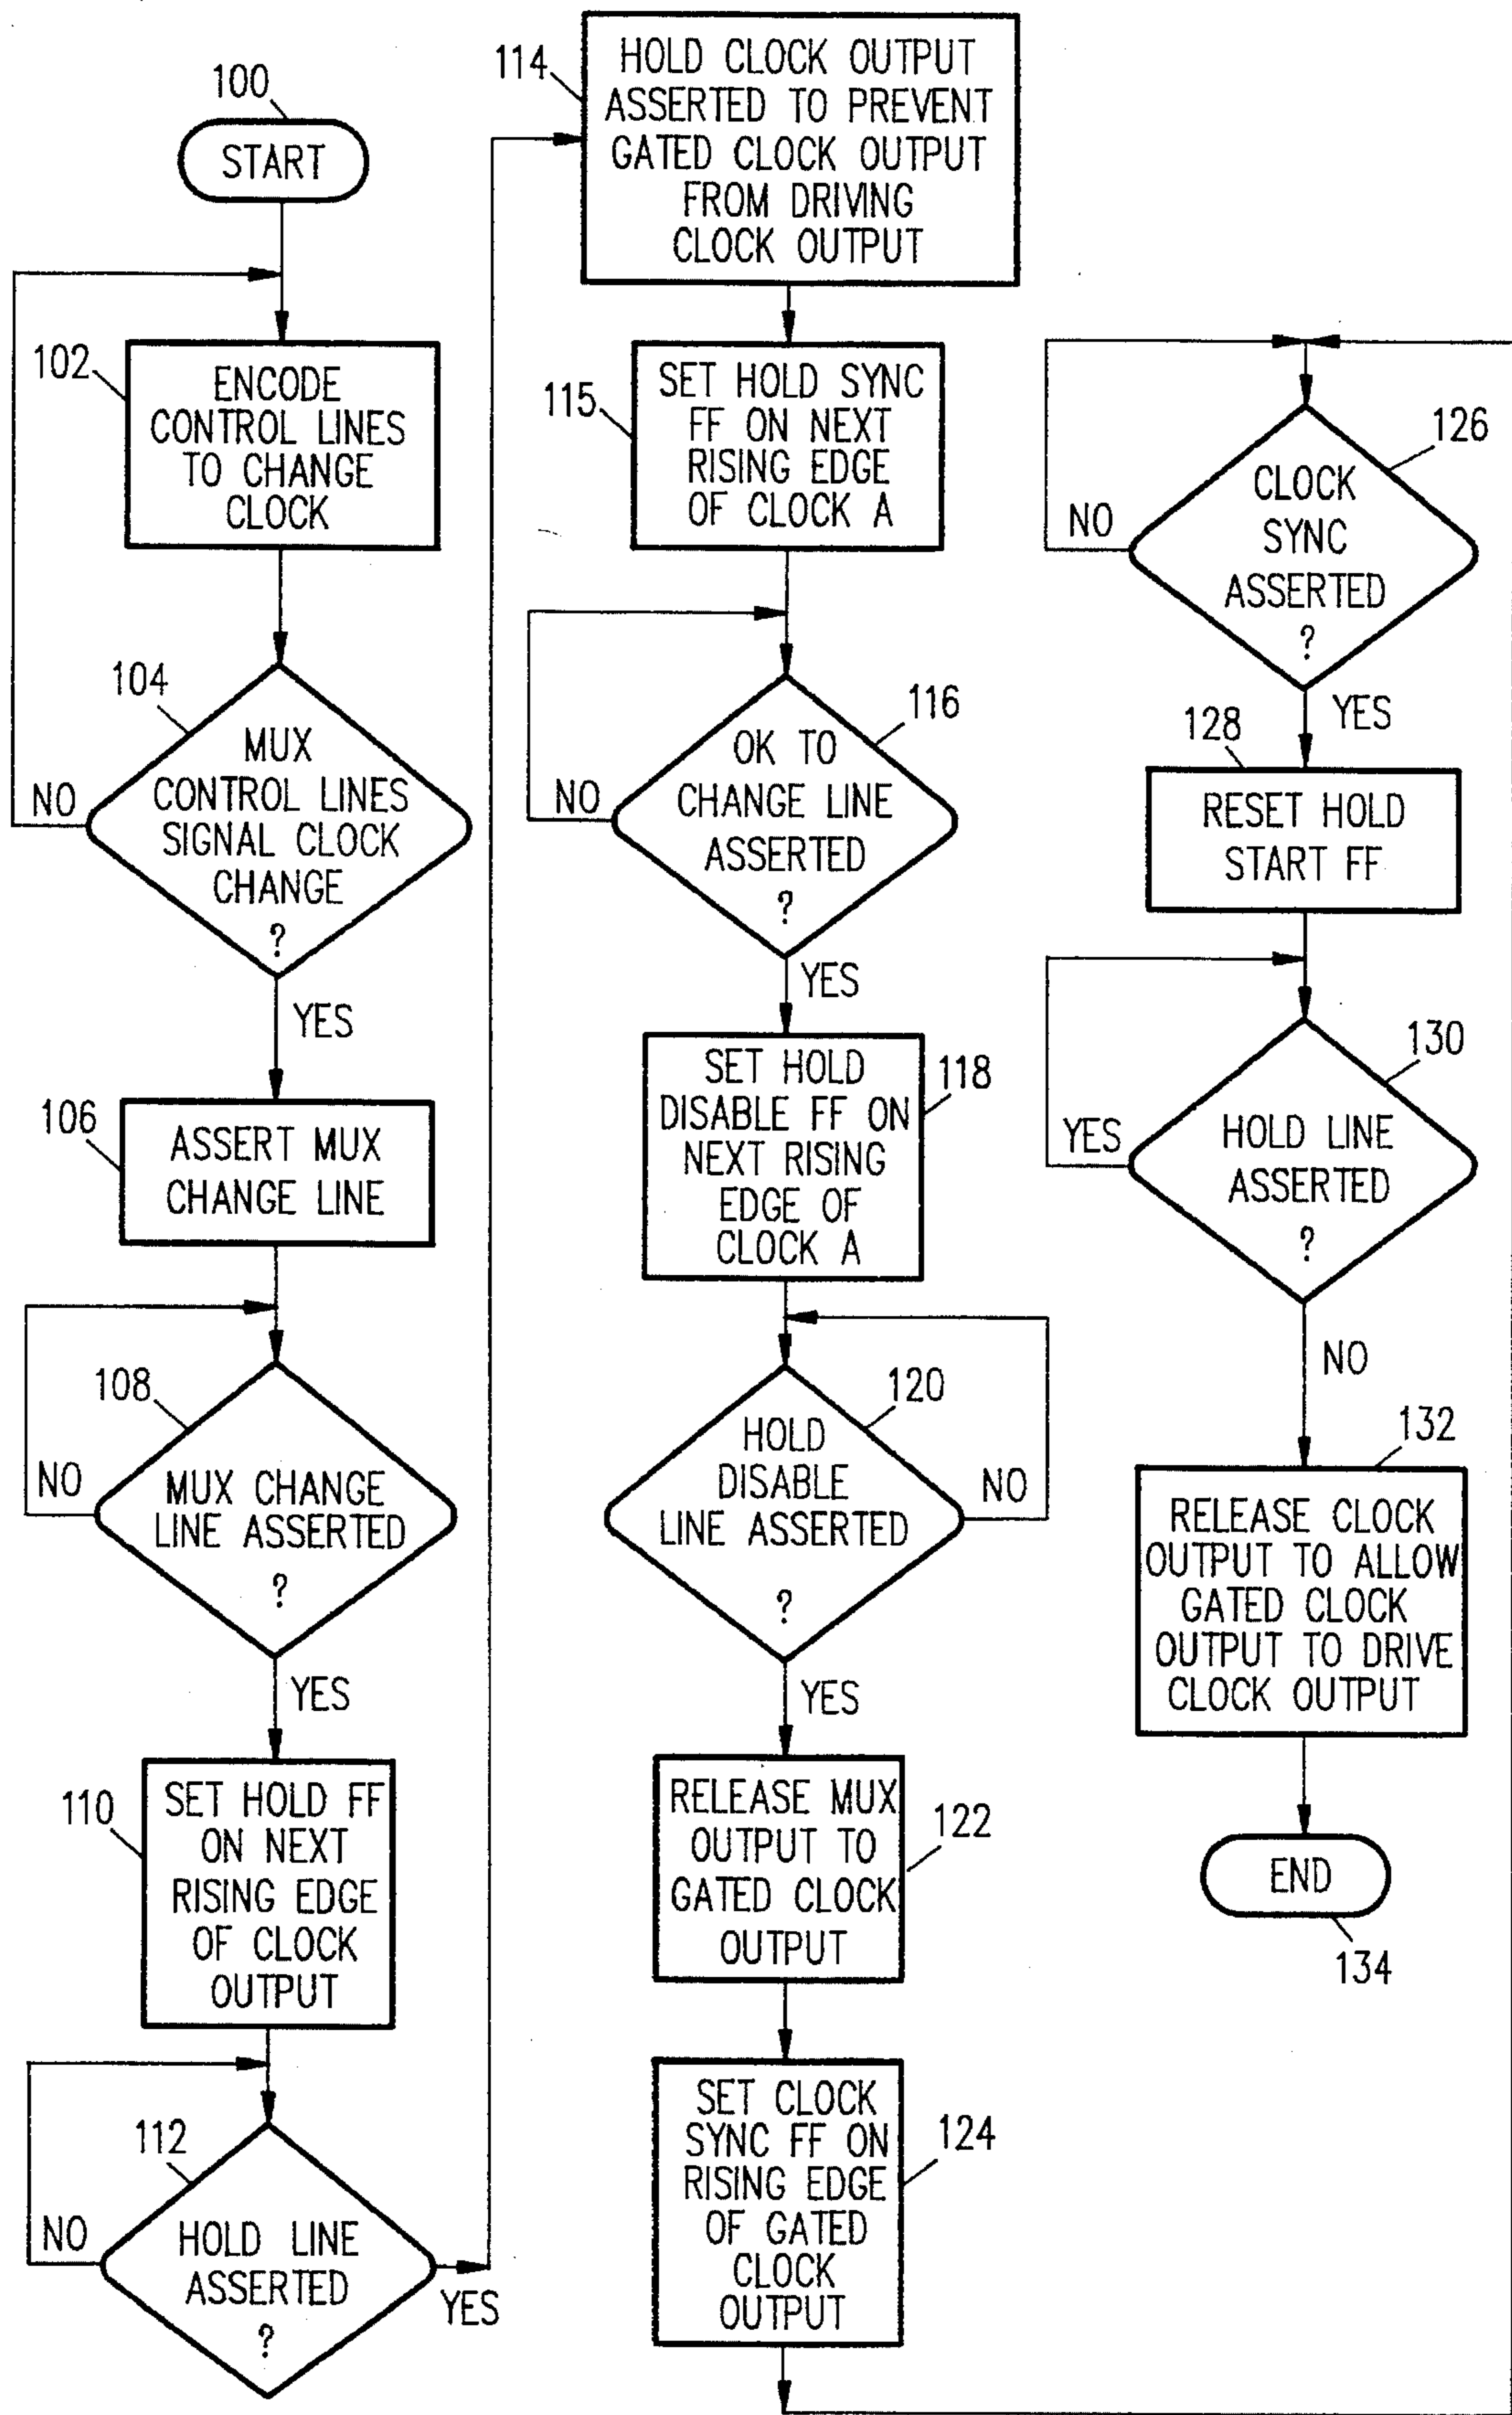 100
START
102
ENCODE
CONTROL LINES
TO CHANGE
CLOCK
104
MUX
CONTROL LINES
SIGNAL CLOCK
CHANGE
?
NO
YES
106
ASSERT MUX
CHANGE LINE
108
MUX CHANGE
LINE ASSERTED
?
NO
YES
110
SET HOLD FF
ON NEXT
RISING EDGE
OF CLOCK
OUTPUT
112
HOLD LINE
ASSERTED
?
NO
YES
114
HOLD CLOCK OUTPUT
ASSERTED TO PREVENT
GATED CLOCK OUTPUT
FROM DRIVING
CLOCK OUTPUT
115
SET HOLD SYNC
FF ON NEXT
RISING EDGE
OF CLOCK A
116
OK TO
CHANGE LINE
ASSERTED
?
NO
YES
118
SET HOLD
DISABLE FF ON
NEXT RISING
EDGE OF
CLOCK A
120
HOLD
DISABLE
LINE ASSERTED
?
NO
YES
122
RELEASE MUX
OUTPUT TO
GATED CLOCK
OUTPUT
124
SET CLOCK
SYNC FF ON
RISING EDGE
OF GATED
CLOCK
OUTPUT
126
CLOCK
SYNC
ASSERTED
?
NO
YES
128
RESET HOLD
START FF
130
HOLD LINE
ASSERTED
?
YES
NO
132
RELEASE CLOCK
OUTPUT TO ALLOW
GATED CLOCK
OUTPUT TO DRIVE
CLOCK OUTPUT
END
134